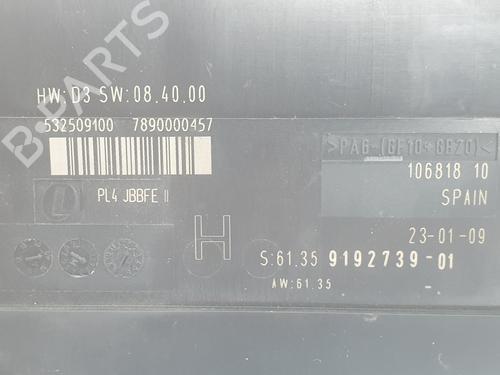 HW:D3 SW:08.40.00
532509100 7890000457
PL4 JBBFE II
>PA6-(GF10+GB20)<
106818 10
SPAIN
23-01-09
H
S:61.35 9192739-01
AW:61.35
B-PARTS